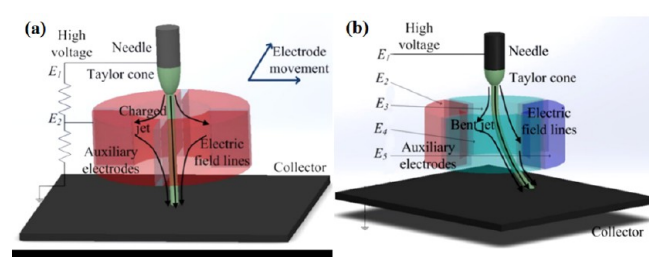 (a)
High
voltage
Needle
E1
Taylor cone
Electrode
movement
E2
Charged
jet
Auxiliary
electrodes
Electric
field lines
Collector
(b)
High
voltage
E1
Needle
E2
Taylor cone
E3
E4
Bent jet
Electric
field lines
E5
Auxiliary
electrodes
Collector